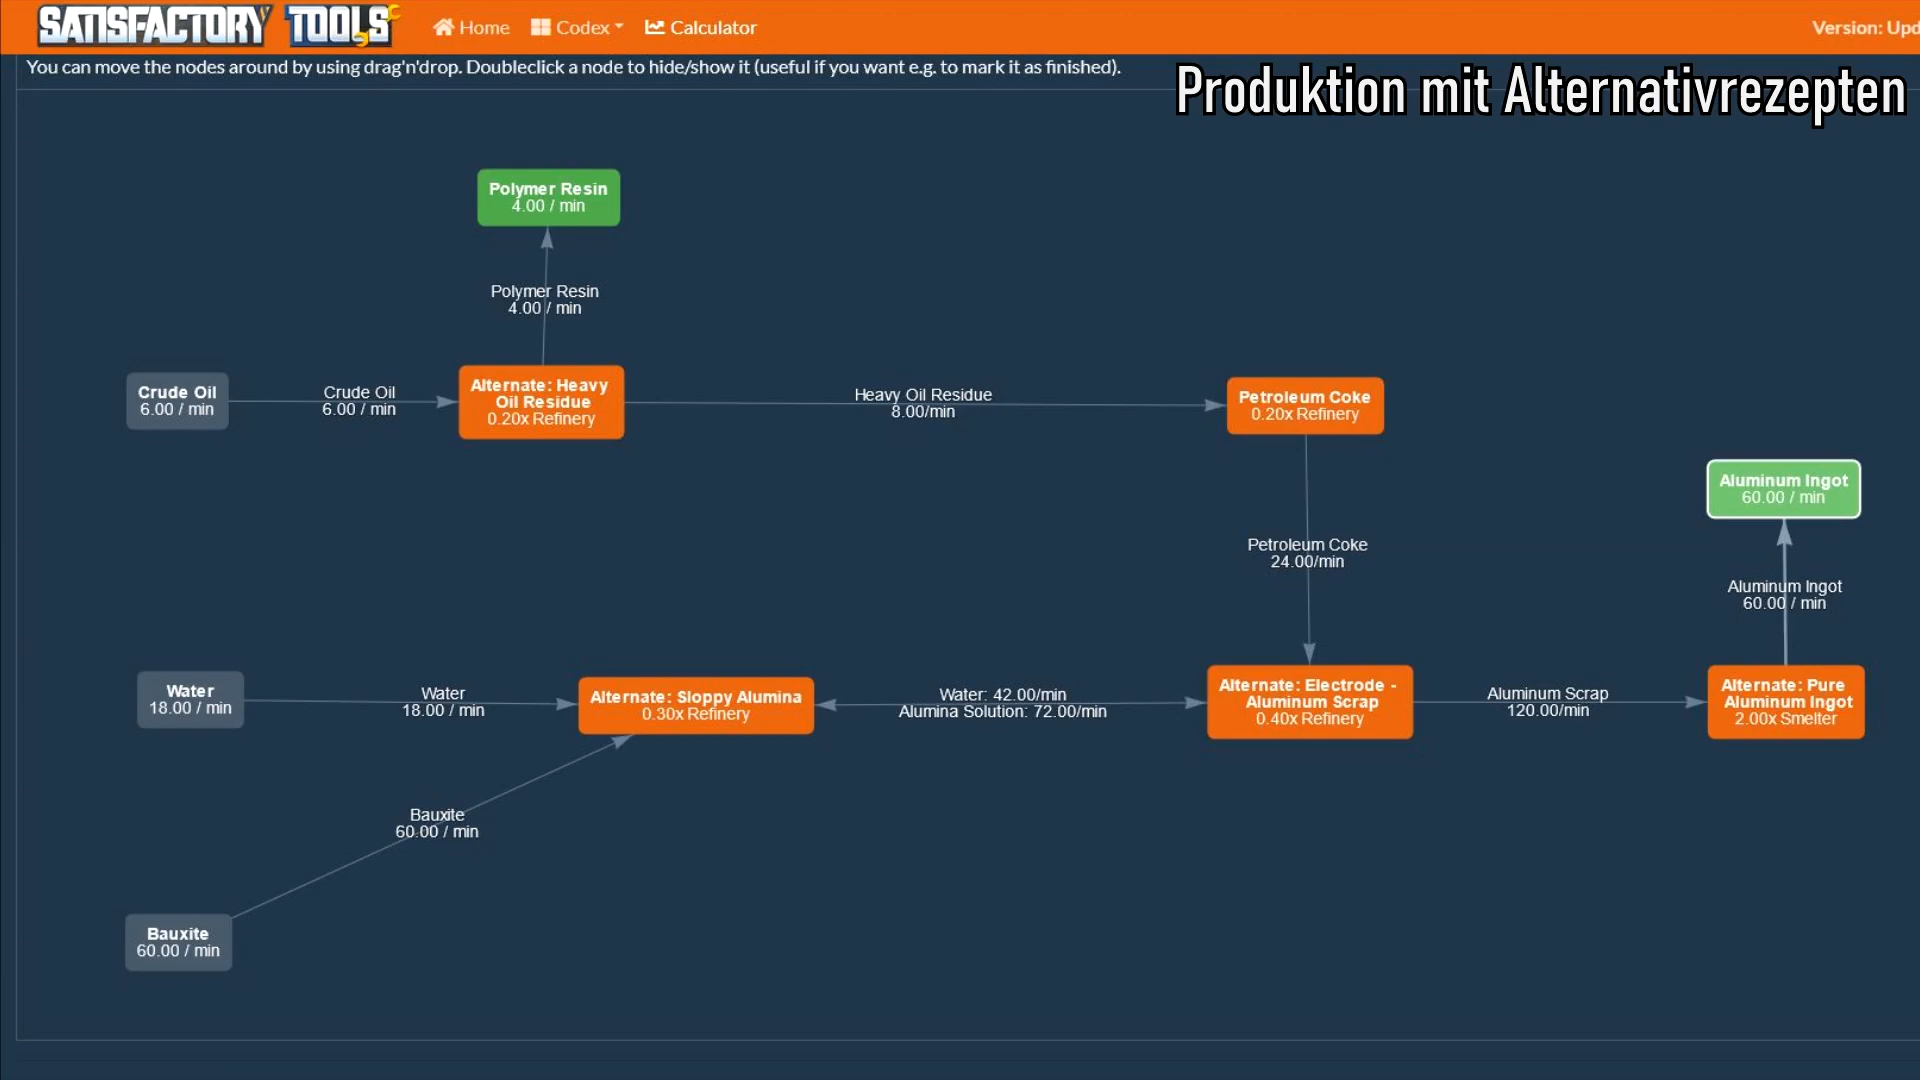 SATISFACTORY TOOLS
Home
Codex
Calculator
Version: Upd
You can move the nodes around by using drag'n'drop. Doubleclick a node to hide/show it (useful if you want e.g. to mark it as finished).
Produktion mit Alternativrezepten
Polymer Resin
4.00 / min
Polymer Resin
4.00 / min
Crude Oil
6.00 / min
Crude Oil
6.00 / min
Alternate: Heavy
Oil Residue
0.20x Refinery
Heavy Oil Residue
8.00/min
Petroleum Coke
0.20x Refinery
Aluminum Ingot
60.00 / min
Petroleum Coke
24.00/min
Aluminum Ingot
60.00 / min
Water
18.00 / min
Water
18.00 / min
Alternate: Sloppy Alumina
0.30x Refinery
Water: 42.00/min
Alumina Solution: 72.00/min
Alternate: Electrode -
Aluminum Scrap
0.40x Refinery
Aluminum Scrap
120.00/min
Alternate: Pure
Aluminum Ingot
2.00x Smelter
Bauxite
60.00 / min
Bauxite
60.00 / min